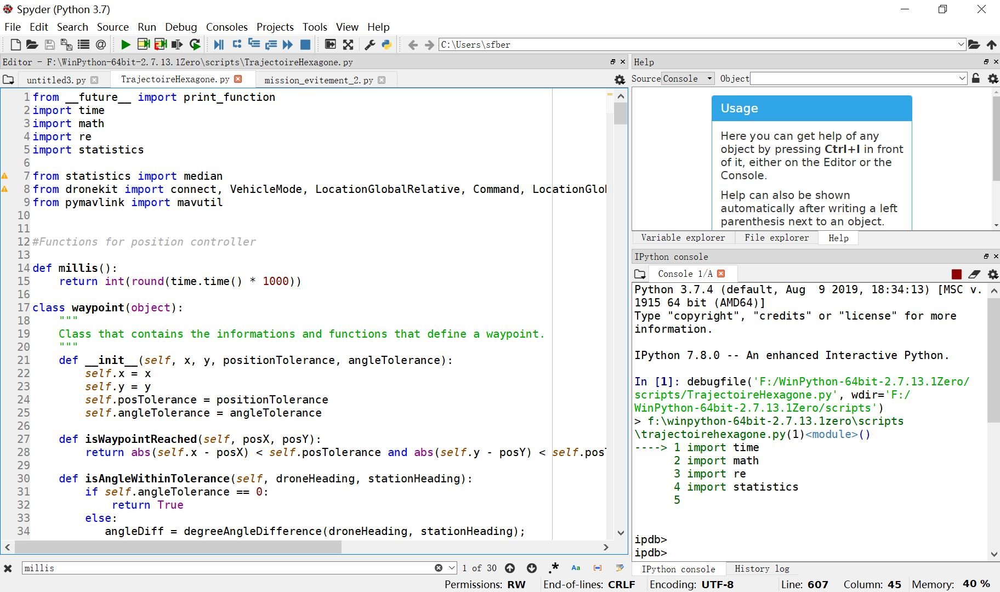 Spyder (Python 3.7)
File Edit Search Source Run Debug Consoles Projects Tools View Help
C:\Users\sfber
Editor - F:\WinPython-64bit-2.7.13.1Zero\scripts\TrajectoireHexagone.py
untitled3.py TrajectoireHexagone.py mission_evitement_2.py
1 from __future__ import print_function
2 import time
3 import math
4 import re
5 import statistics
6
7 from statistics import median
8 from dronekit import connect, VehicleMode, LocationGlobalRelative, Command, LocationGlo
9 from pymavlink import mavutil
10
11
12 #Functions for position controller
13
14 def millis():
15     return int(round(time.time() * 1000))
16
17 class waypoint(object):
18     """
19     Class that contains the informations and functions that define a waypoint.
20     """
21     def __init__(self, x, y, positionTolerance, angleTolerance):
22         self.x = x
23         self.y = y
24         self.posTolerance = positionTolerance
25         self.angleTolerance = angleTolerance
26
27     def isWaypointReached(self, posX, posY):
28         return abs(self.x - posX) < self.posTolerance and abs(self.y - posY) < self.pos
29
30     def isAngleWithinTolerance(self, droneHeading, stationHeading):
31         if self.angleTolerance == 0:
32             return True
33         else:
34            angleDiff = degreeAngleDifference(droneHeading, stationHeading);
millis 1 of 30 .* Aa
Help
Source Console Object
Usage
Here you can get help of any
object by pressing Ctrl+I in front
of it, either on the Editor or the
Console.
Help can also be shown
automatically after writing a left
parenthesis next to an object.
Variable explorer File explorer Help
IPython console
Console 1/A
Python 3.7.4 (default, Aug  9 2019, 18:34:13) [MSC v.
1915 64 bit (AMD64)]
Type "copyright", "credits" or "license" for more
information.
IPython 7.8.0 -- An enhanced Interactive Python.
In [1]: debugfile('F:/WinPython-64bit-2.7.13.1Zero/
scripts/TrajectoireHexagone.py', wdir='F:/
WinPython-64bit-2.7.13.1Zero/scripts')
> f:\winpython-64bit-2.7.13.1zero\scripts
\trajectoirehexagone.py(1)<module>()
----> 1 import time
      2 import math
      3 import re
      4 import statistics
      5
ipdb>
ipdb>
IPython console History log
Permissions: RW End-of-lines: CRLF Encoding: UTF-8 Line: 607 Column: 45 Memory: 40 %